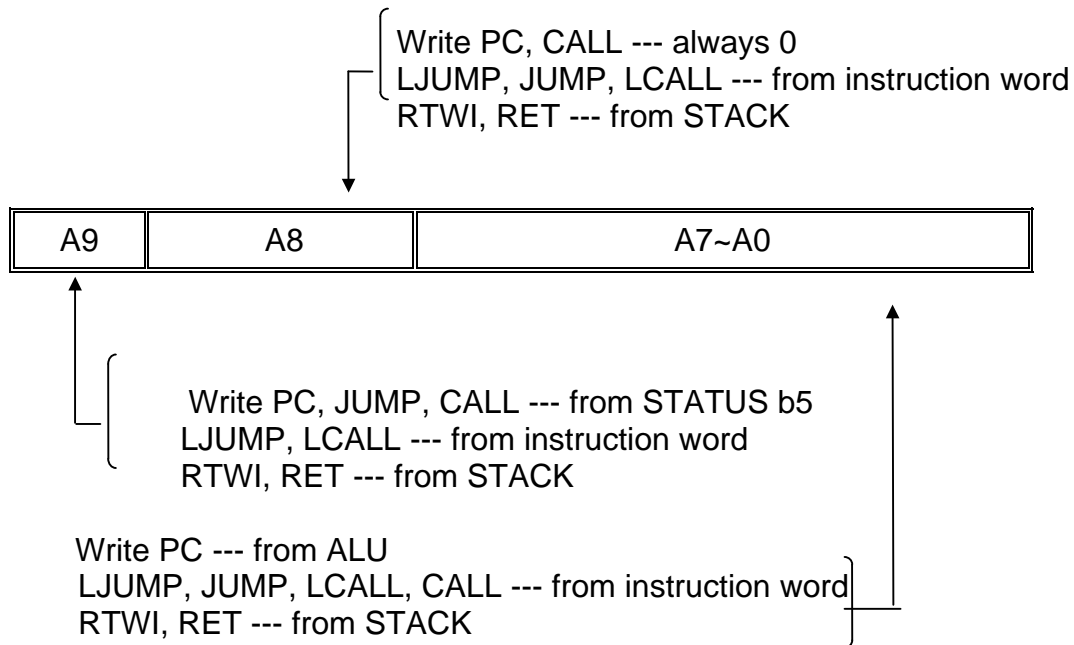 Write PC, CALL --- always 0
LJUMP, JUMP, LCALL --- from instruction word
RTWI, RET --- from STACK
A9 A8 A7~A0
Write PC, JUMP, CALL --- from STATUS b5
LJUMP, LCALL --- from instruction word
RTWI, RET --- from STACK
Write PC --- from ALU
LJUMP, JUMP, LCALL, CALL --- from instruction word
RTWI, RET --- from STACK